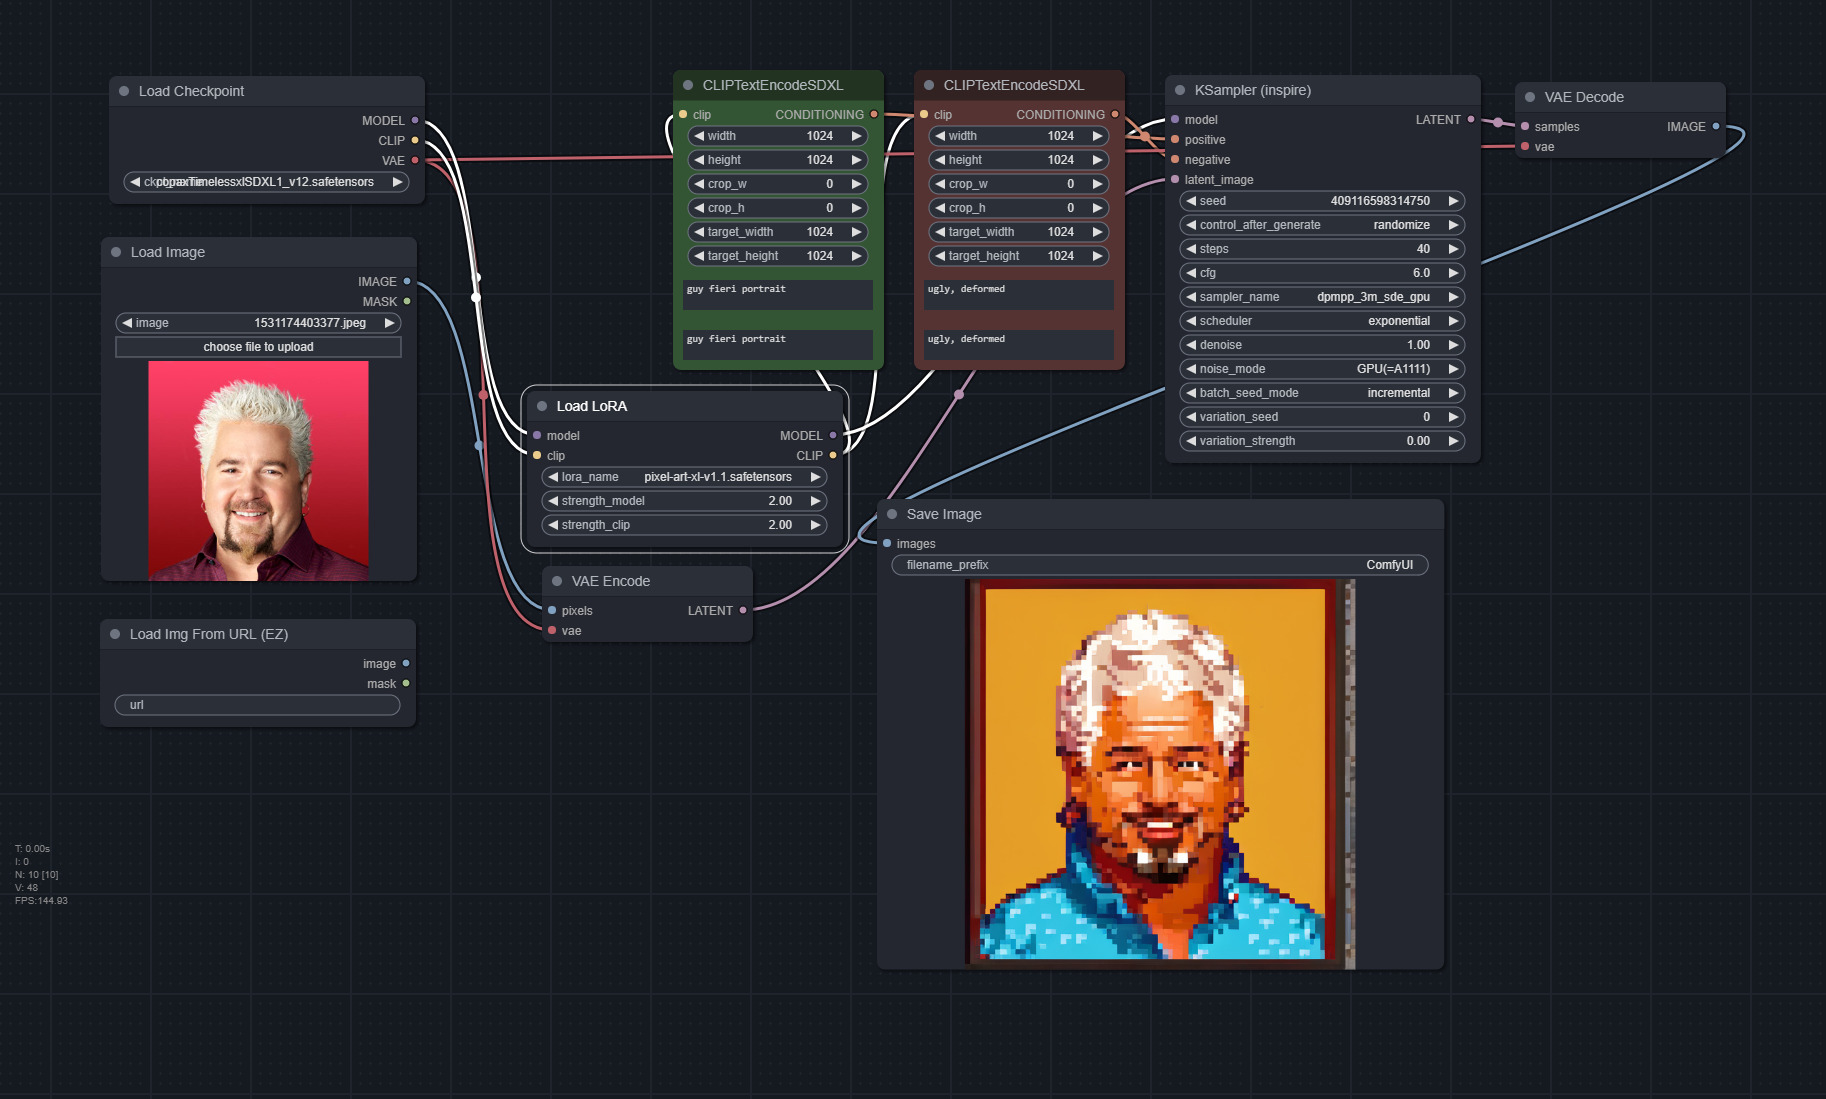 Load Checkpoint
MODEL
CLIP
VAE
copaxTimelessxlSDXL1_v12.safetensors
Load Image
IMAGE
MASK
image 1531174403377.jpeg
choose file to upload
Load Img From URL (EZ)
image
mask
url
CLIPTextEncodeSDXL
clip CONDITIONING
width 1024
height 1024
crop_w 0
crop_h 0
target_width 1024
target_height 1024
guy fieri portrait
guy fieri portrait
CLIPTextEncodeSDXL
clip CONDITIONING
width 1024
height 1024
crop_w 0
crop_h 0
target_width 1024
target_height 1024
ugly, deformed
ugly, deformed
Load LoRA
model MODEL
clip CLIP
lora_name pixel-art-xl-v1.1.safetensors
strength_model 2.00
strength_clip 2.00
VAE Encode
pixels LATENT
vae
KSampler (inspire)
model LATENT
positive
negative
latent_image
seed 409116598314750
control_after_generate randomize
steps 40
cfg 6.0
sampler_name dpmpp_3m_sde_gpu
scheduler exponential
denoise 1.00
noise_mode GPU(=A1111)
batch_seed_mode incremental
variation_seed 0
variation_strength 0.00
VAE Decode
samples IMAGE
vae
Save Image
images
filename_prefix ComfyUI
T: 0.00s
I: 0
N: 10 [10]
V: 48
FPS:144.93